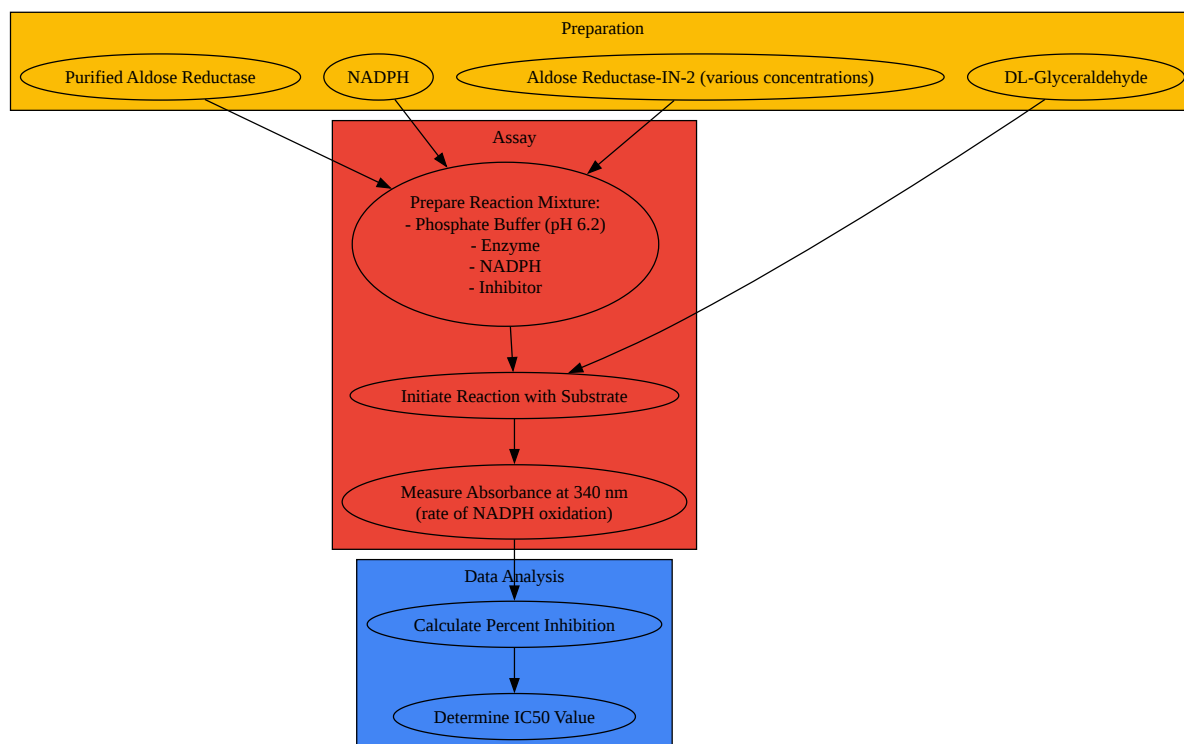 Preparation
Purified Aldose Reductase
NADPH
Aldose Reductase-IN-2 (various concentrations)
DL-Glyceraldehyde
Assay
Prepare Reaction Mixture:
- Phosphate Buffer (pH 6.2)
- Enzyme
- NADPH
- Inhibitor
Initiate Reaction with Substrate
Measure Absorbance at 340 nm
(rate of NADPH oxidation)
Data Analysis
Calculate Percent Inhibition
Determine IC50 Value